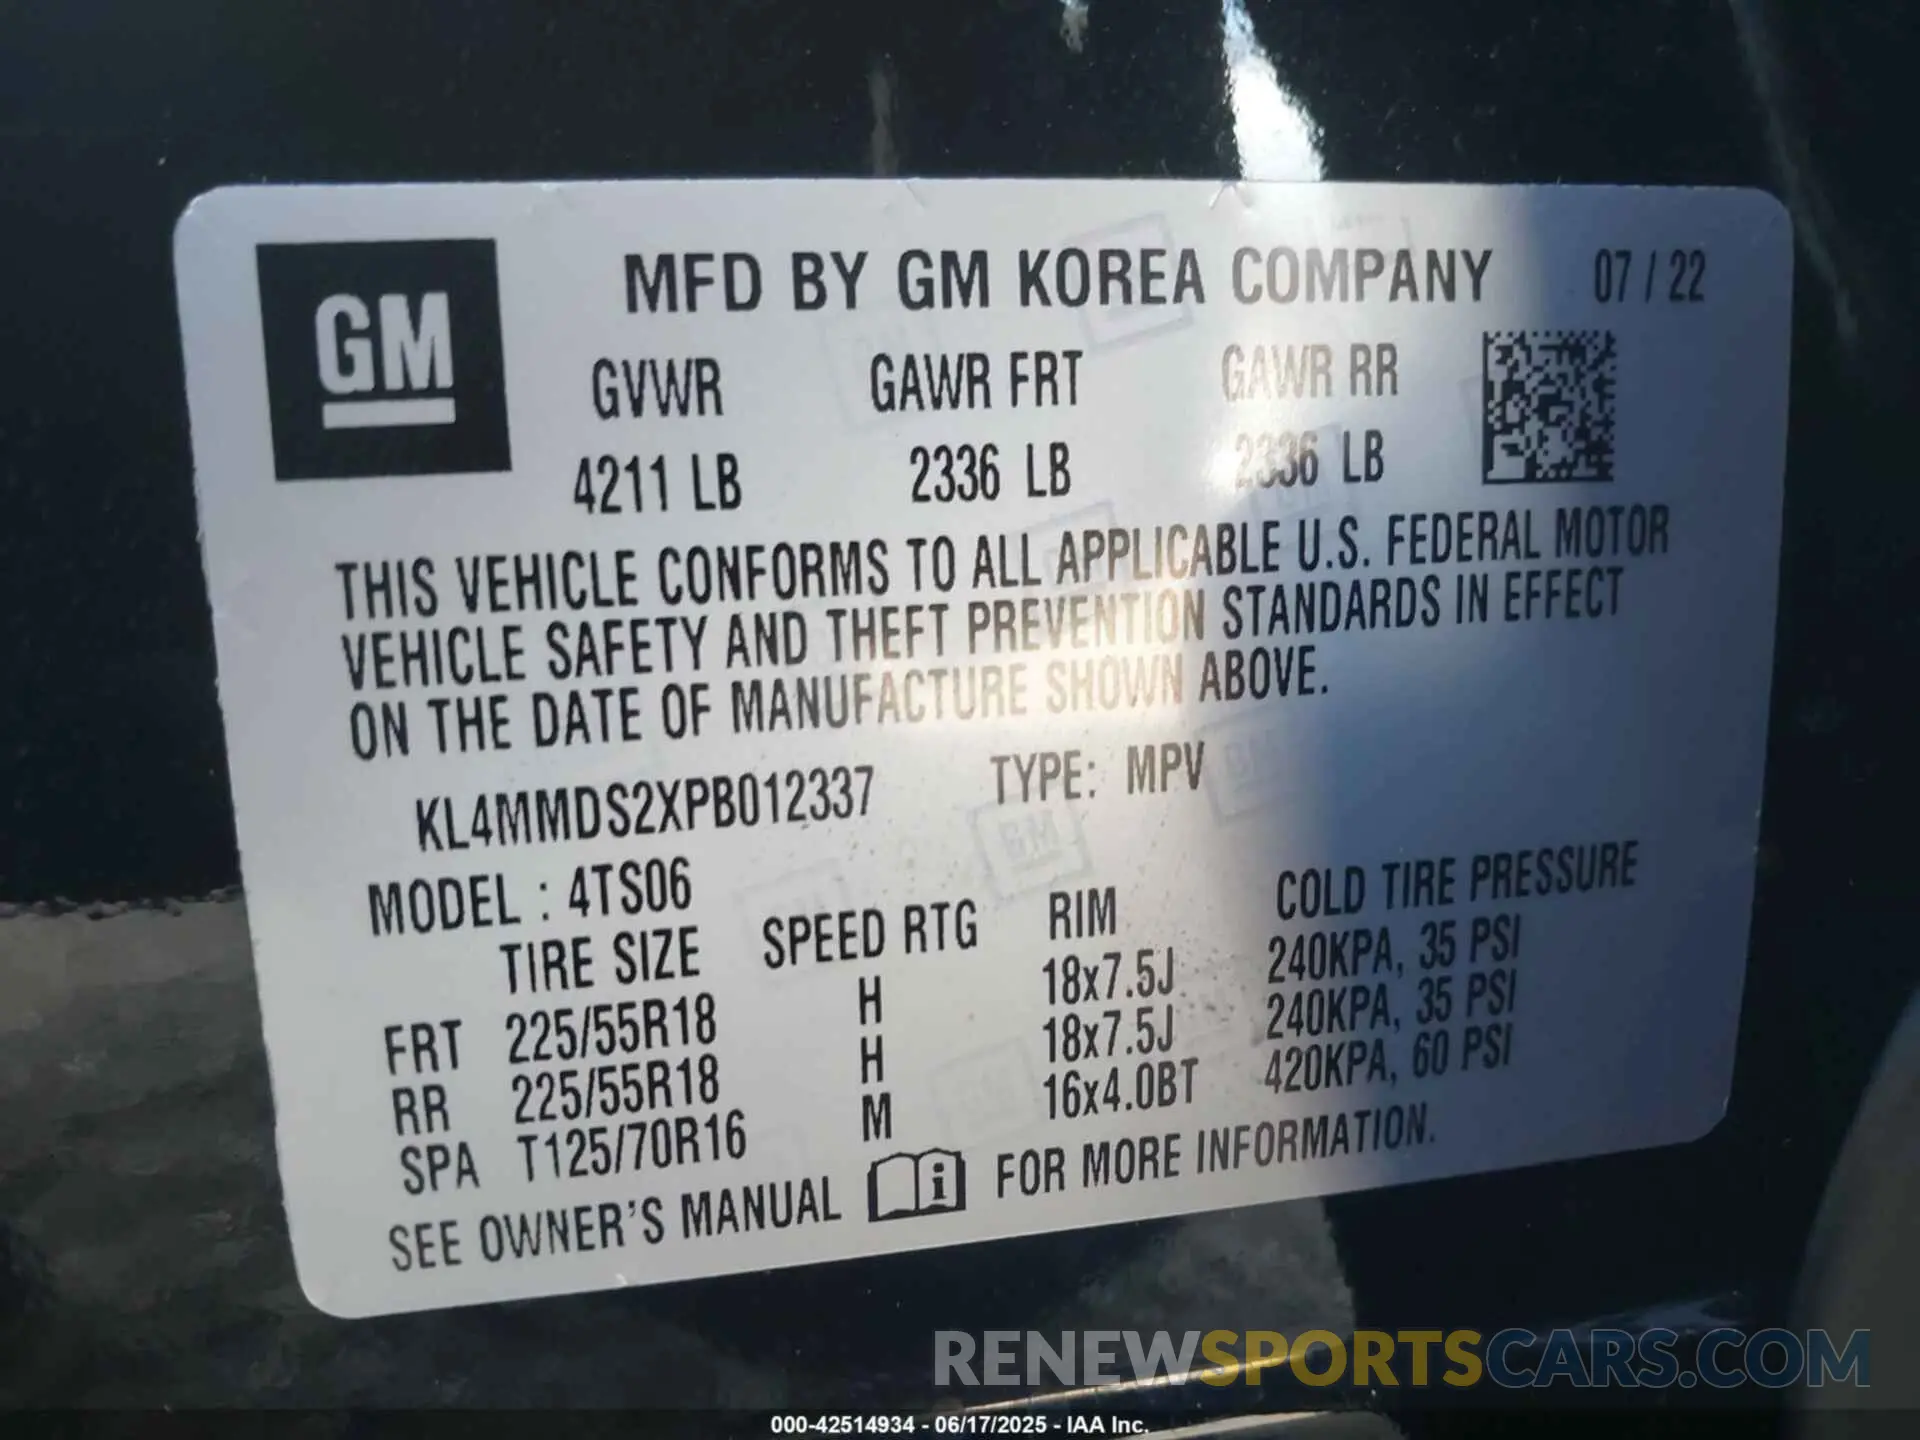 GM
MFD BY GM KOREA COMPANY 07 / 22
GVWR GAWR FRT GAWR RR
4211 LB 2336 LB 2336 LB
THIS VEHICLE CONFORMS TO ALL APPLICABLE U.S. FEDERAL MOTOR
VEHICLE SAFETY AND THEFT PREVENTION STANDARDS IN EFFECT
ON THE DATE OF MANUFACTURE SHOWN ABOVE.
KL4MMDS2XPB012337 TYPE: MPV
MODEL : 4TS06
TIRE SIZE SPEED RTG RIM COLD TIRE PRESSURE
FRT 225/55R18 H 18x7.5J 240KPA, 35 PSI
RR 225/55R18 H 18x7.5J 240KPA, 35 PSI
SPA T125/70R16 M 16x4.0BT 420KPA, 60 PSI
SEE OWNER'S MANUAL i FOR MORE INFORMATION.
RENEWSPORTSCARS.COM
000-42514934 - 06/17/2025 - IAA Inc.